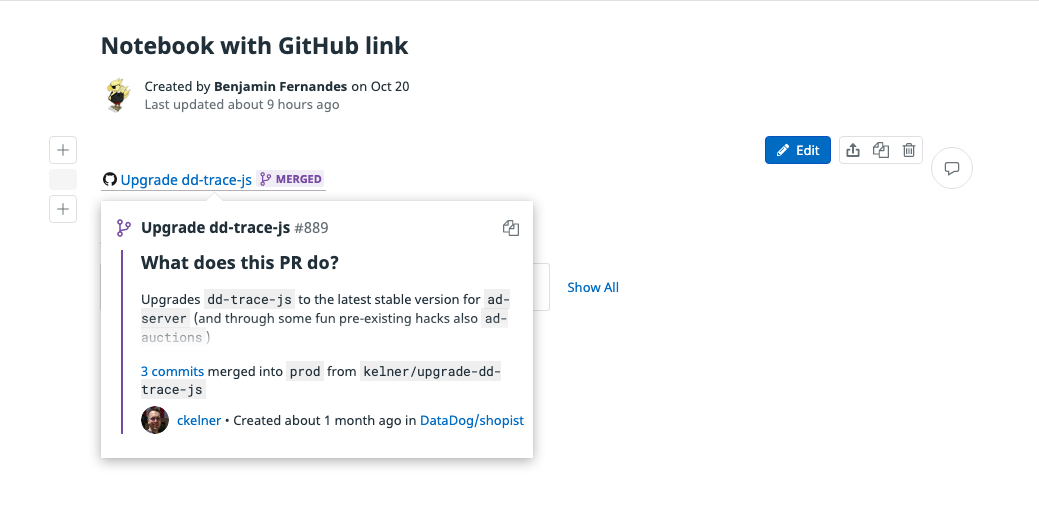 Notebook with GitHub link
Created by Benjamin Fernandes on Oct 20
Last updated about 9 hours ago
Edit
Upgrade dd-trace-js MERGED
Upgrade dd-trace-js #889
What does this PR do?
Upgrades dd-trace-js to the latest stable version for ad-
server (and through some fun pre-existing hacks also ad-
auctions)
Show All
3 commits merged into prod from kelner/upgrade-dd-
trace-js
ckelner • Created about 1 month ago in DataDog/shopist